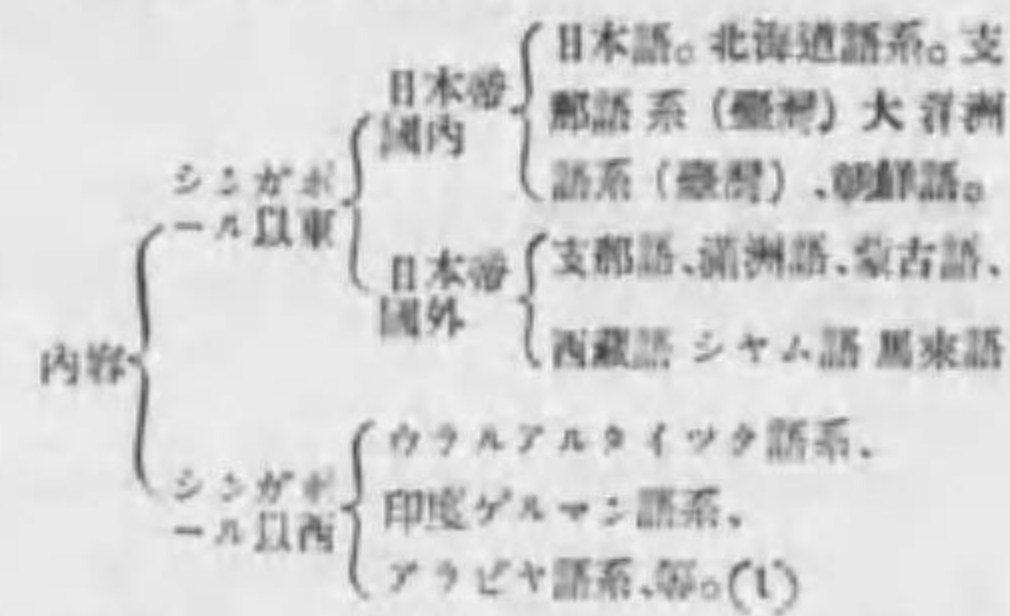 内容
シンガポ
ール以東
日本帝
國内
日本語。北海道語系。支
那語系(臺灣)大洋洲
語系(臺灣)、朝鮮語。
日本帝
國外
支那語、滿洲語、蒙古語、
西藏語 シヤム語 馬來語
シンガポ
ール以西
ウラルアルタイツク語系、
印度ゲルマン語系、
アラビヤ語系、等。(1)